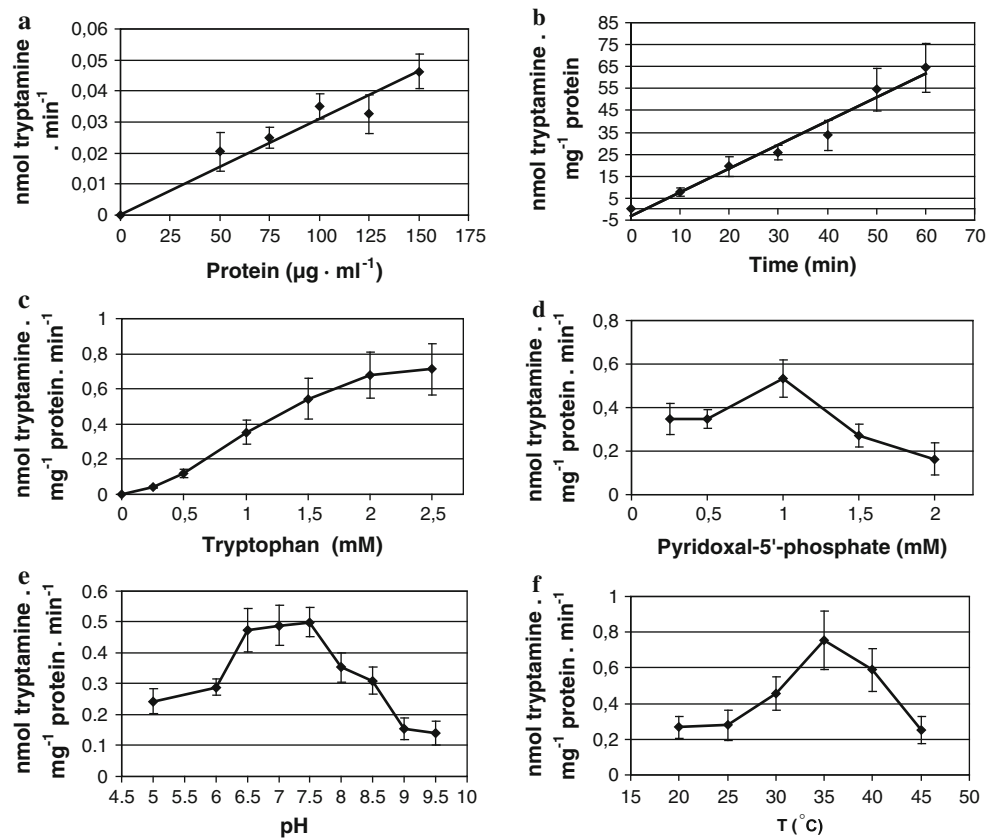 a
nmol tryptamine .
. min⁻¹
0,06
0,05
0,04
0,03
0,02
0,01
0
0 25 50 75 100 125 150 175
Protein (µg · ml⁻¹)
b
nmol tryptamine .
mg⁻¹ protein
85
75
65
55
45
35
25
15
5
-5
0 10 20 30 40 50 60 70
Time (min)
c
nmol tryptamine .
mg⁻¹ protein. min⁻¹
1
0,8
0,6
0,4
0,2
0
0 0,5 1 1,5 2 2,5
Tryptophan (mM)
d
nmol tryptamine .
mg⁻¹ protein . min⁻¹
0,8
0,6
0,4
0,2
0
0 0,5 1 1,5 2
Pyridoxal-5'-phosphate (mM)
e
nmol tryptamine .
mg⁻¹ protein . min⁻¹
0.6
0.5
0.4
0.3
0.2
0.1
0
4.5 5 5.5 6 6.5 7 7.5 8 8.5 9 9.5 10
pH
f
nmol tryptamine .
mg⁻¹ protein . min⁻¹
1
0,8
0,6
0,4
0,2
0
15 20 25 30 35 40 45 50
T (°C)